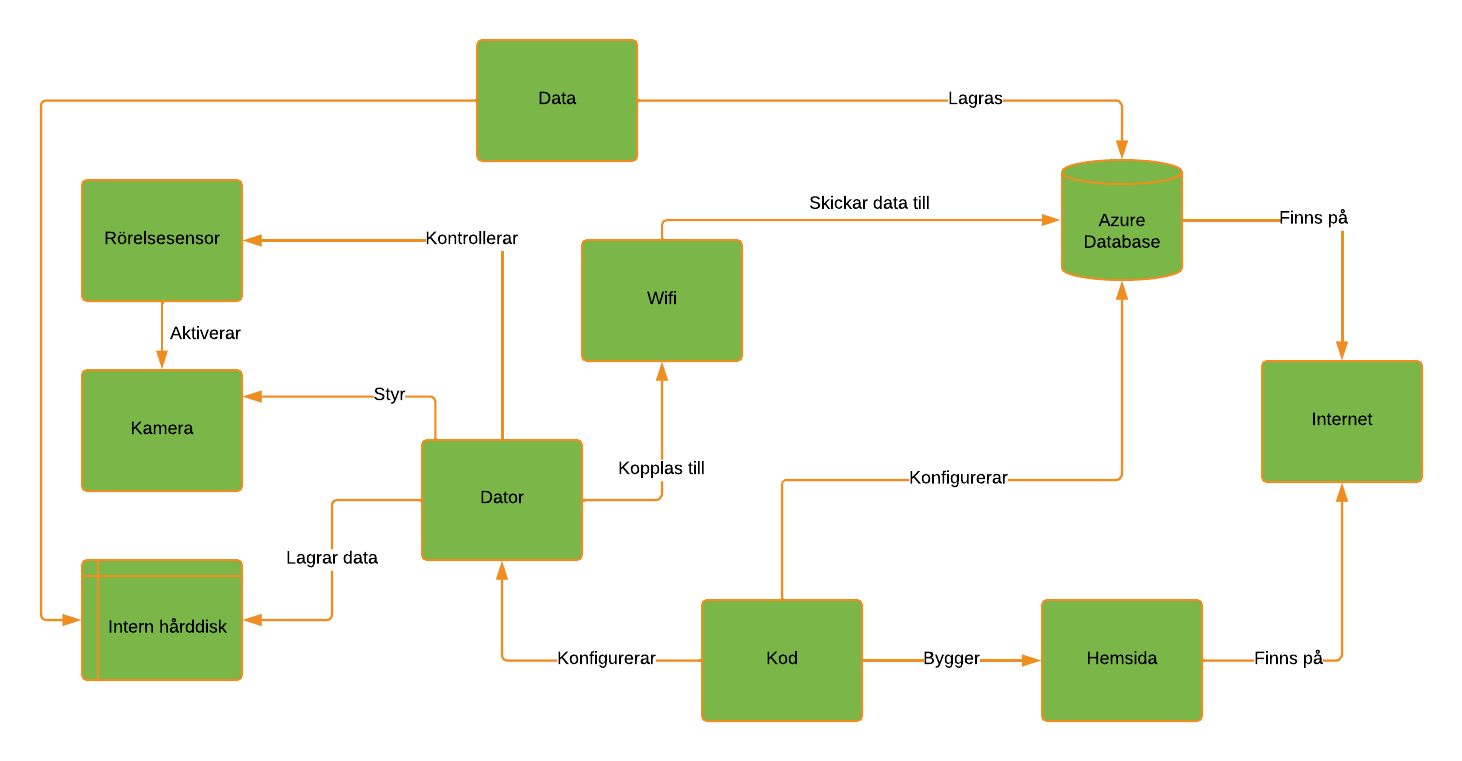 Data
Lagras
Skickar data till
Azure
Database
Finns på
Rörelsesensor
Kontrollerar
Wifi
Aktiverar
Styr
Kamera
Internet
Kopplas till
Konfigurerar
Dator
Lagrar data
Intern hårddisk
Konfigurerar
Kod
Bygger
Hemsida
Finns på